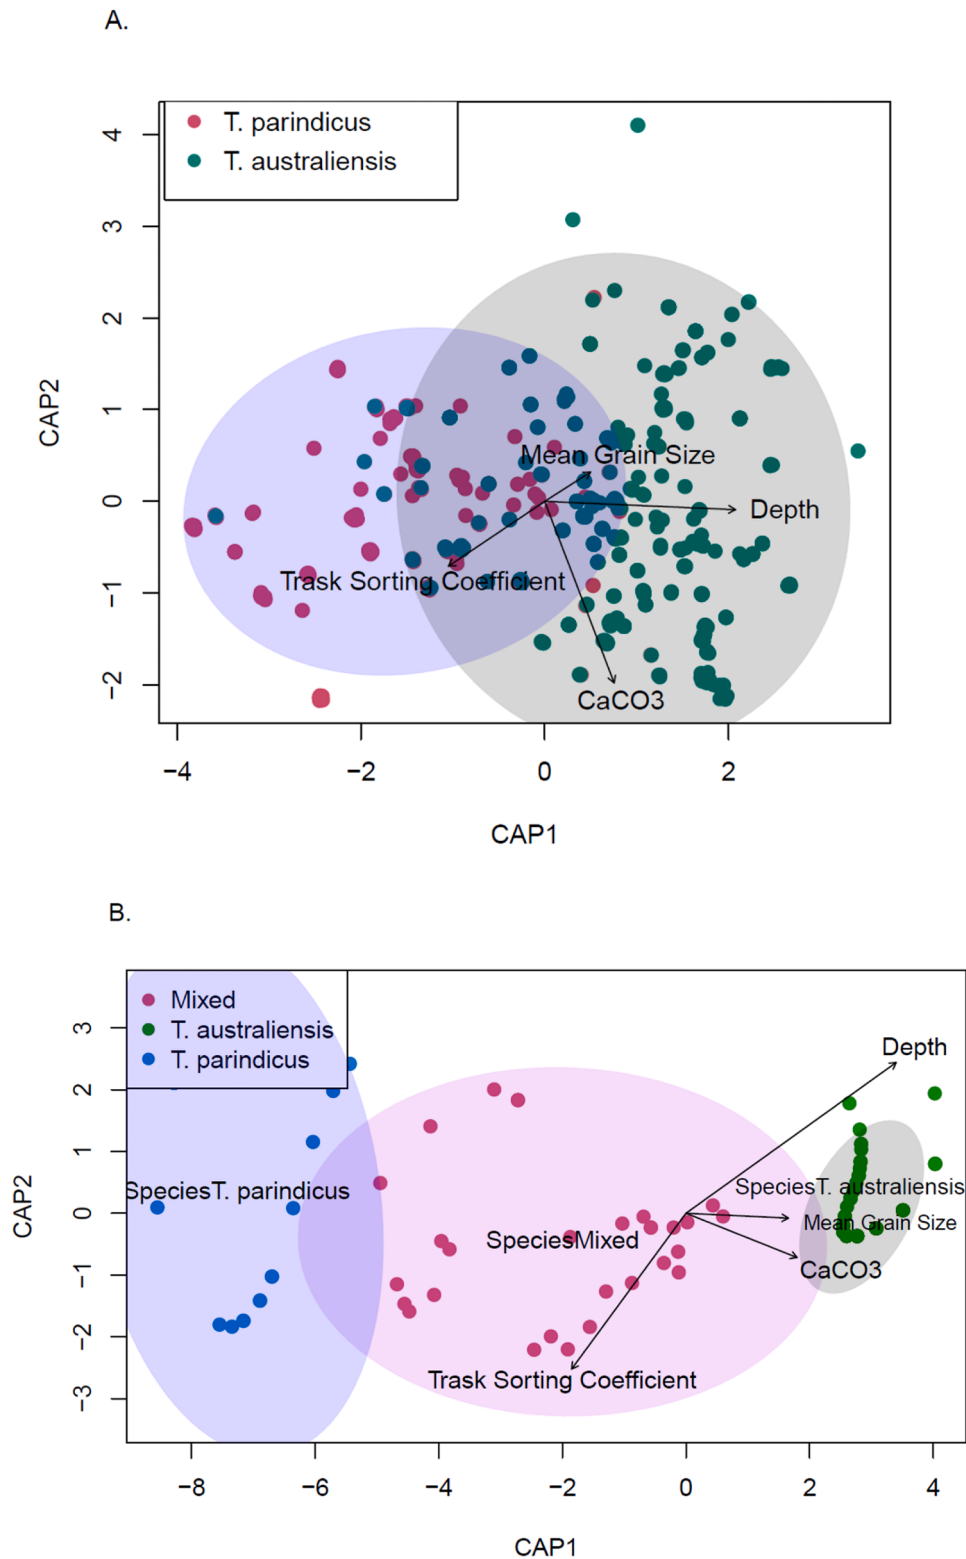 A.
T. parindicus
T. australiensis
4
3
2
1
0
−1
−2
CAP2
Mean Grain Size
Depth
Trask Sorting Coefficient
CaCO3
−4
−2
0
2
CAP1
B.
Mixed
T. australiensis
T. parindicus
3
2
1
0
−1
−2
−3
CAP2
Depth
SpeciesT. parindicus
SpeciesT. australiensis
Mean Grain Size
SpeciesMixed
CaCO3
Trask Sorting Coefficient
−8
−6
−4
−2
0
2
4
CAP1